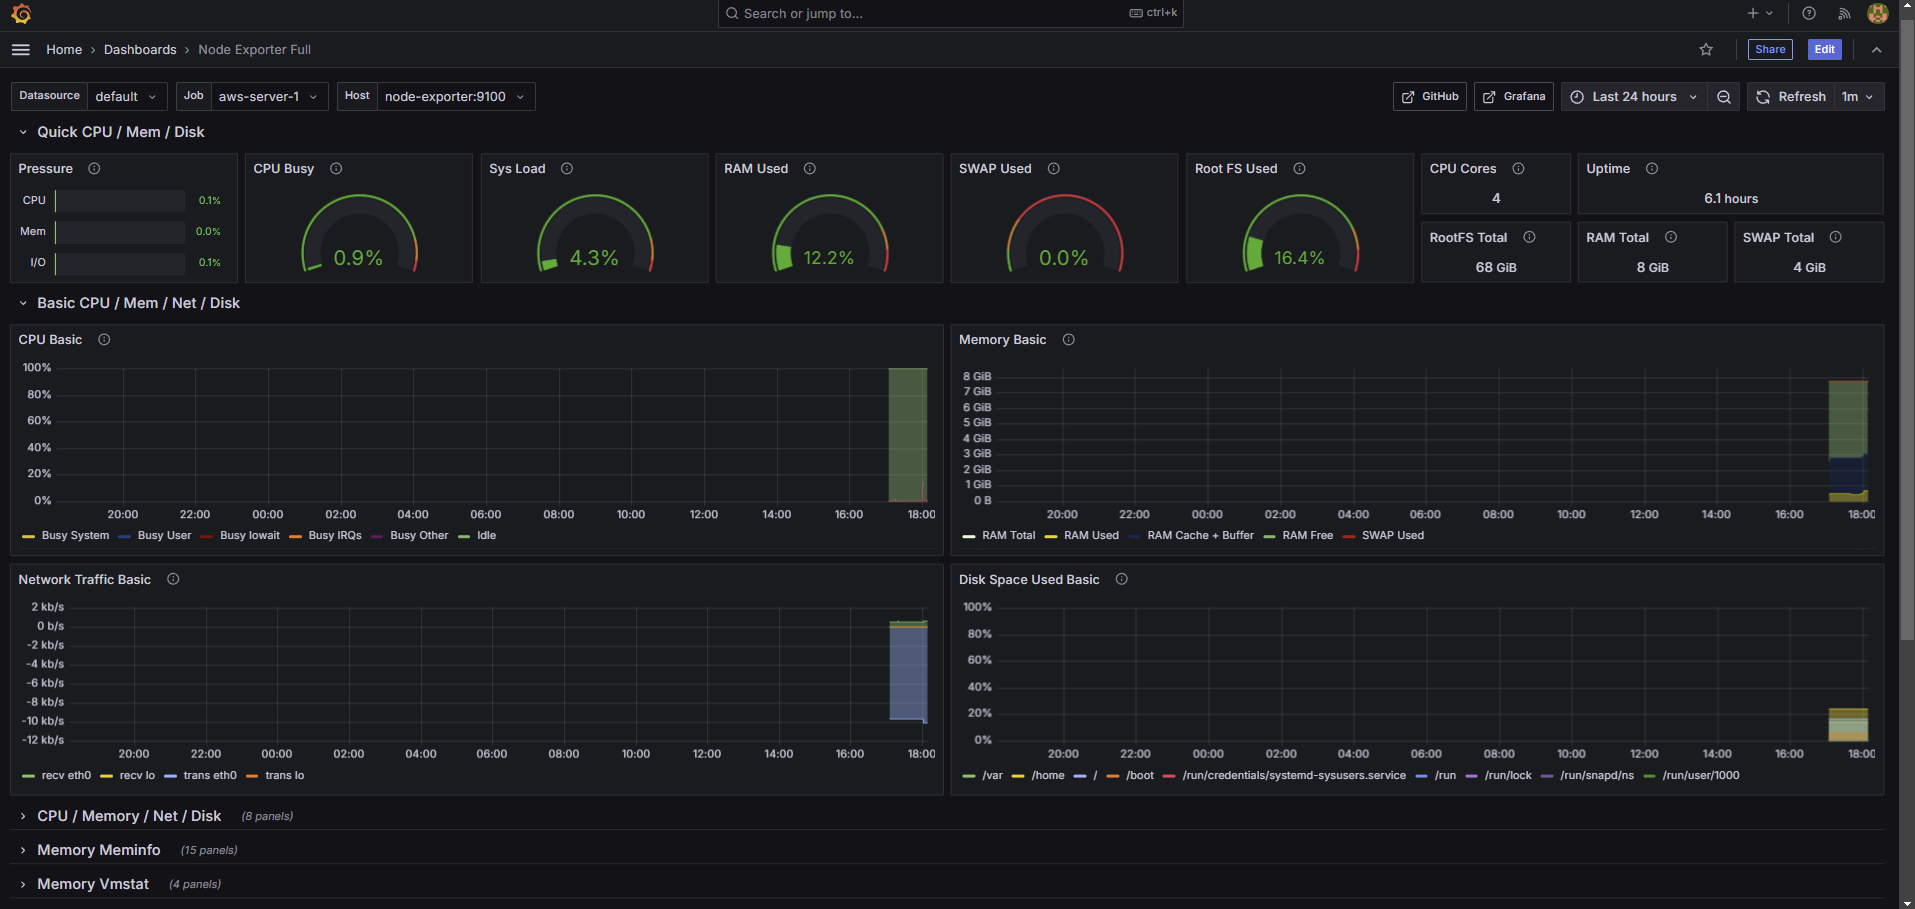 Search or jump to... ctrl+k
Home › Dashboards › Node Exporter Full Share Edit
Datasource default Job aws-server-1 Host node-exporter:9100 GitHub Grafana Last 24 hours Refresh 1m
Quick CPU / Mem / Disk
Pressure
CPU 0.1%
Mem 0.0%
I/O 0.1%
CPU Busy
0.9%
Sys Load
4.3%
RAM Used
12.2%
SWAP Used
0.0%
Root FS Used
16.4%
CPU Cores
4
Uptime
6.1 hours
RootFS Total
68 GiB
RAM Total
8 GiB
SWAP Total
4 GiB
Basic CPU / Mem / Net / Disk
CPU Basic
100%
80%
60%
40%
20%
0%
20:00 22:00 00:00 02:00 04:00 06:00 08:00 10:00 12:00 14:00 16:00 18:00
Busy System Busy User Busy Iowait Busy IRQs Busy Other Idle
Memory Basic
8 GiB
7 GiB
6 GiB
5 GiB
4 GiB
3 GiB
2 GiB
1 GiB
0 B
20:00 22:00 00:00 02:00 04:00 06:00 08:00 10:00 12:00 14:00 16:00 18:00
RAM Total RAM Used RAM Cache + Buffer RAM Free SWAP Used
Network Traffic Basic
2 kb/s
0 b/s
-2 kb/s
-4 kb/s
-6 kb/s
-8 kb/s
-10 kb/s
-12 kb/s
20:00 22:00 00:00 02:00 04:00 06:00 08:00 10:00 12:00 14:00 16:00 18:00
recv eth0 recv lo trans eth0 trans lo
Disk Space Used Basic
100%
80%
60%
40%
20%
0%
20:00 22:00 00:00 02:00 04:00 06:00 08:00 10:00 12:00 14:00 16:00 18:00
/var /home / /boot /run/credentials/systemd-sysusers.service /run /run/lock /run/snapd/ns /run/user/1000
CPU / Memory / Net / Disk (8 panels)
Memory Meminfo (15 panels)
Memory Vmstat (4 panels)